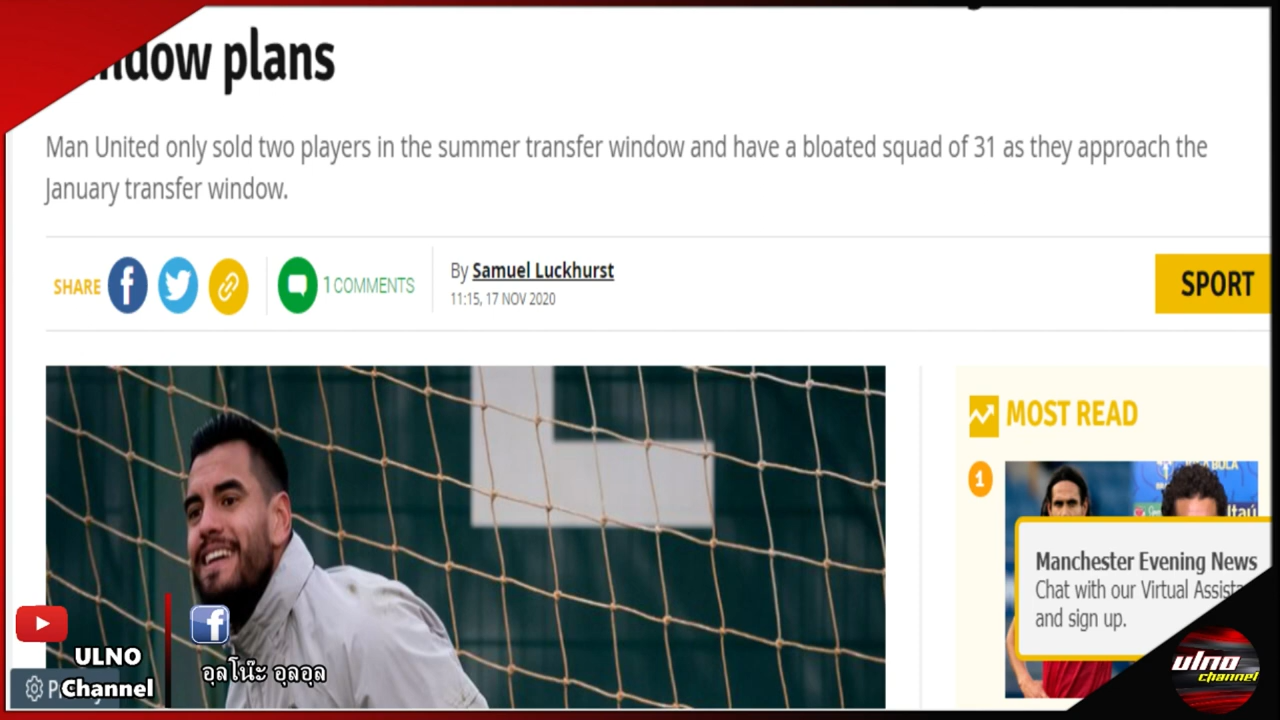 plans
Man United only sold two players in the summer transfer window and have a bloated squad of 31 as they approach the
January transfer window.
SHARE
1 COMMENTS
By Samuel Luckhurst
11:15, 17 NOV 2020
SPORT
MOST READ
1
BOLA
Itaú
Manchester Evening News
Chat with our Virtual
and sign up.
ULNO
Channel
อุลโน๊ะ อุลอุล
ulno
channel